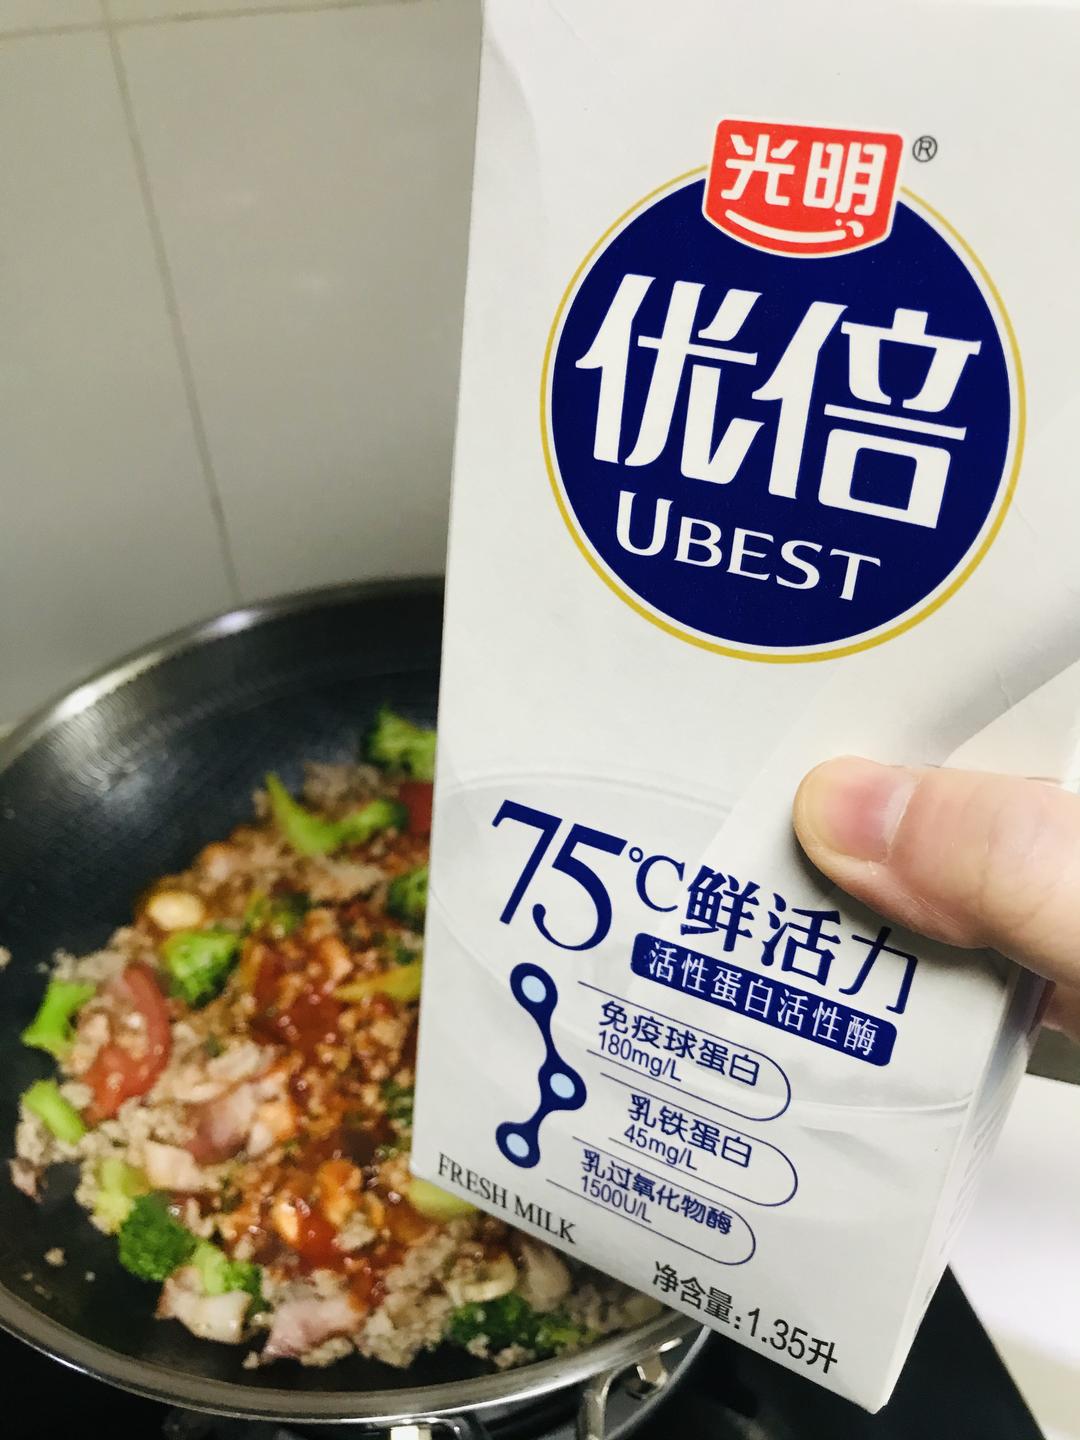 光明®
优倍
UBEST
75℃鲜活力
活性蛋白活性酶
免疫球蛋白
180mg/L
乳铁蛋白
45mg/L
乳过氧化物酶
1500U/L
FRESH MILK
净含量:1.35升